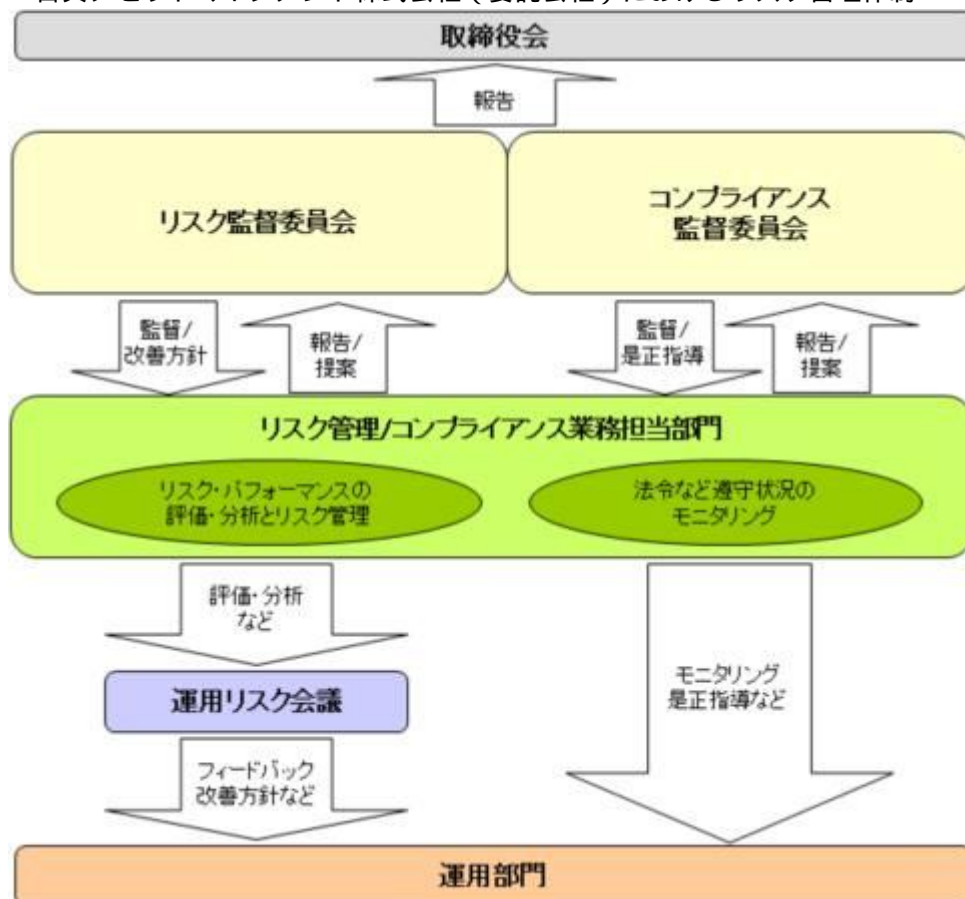 取締役会
報告
リスク監督委員会
コンプライアンス
監督委員会
監督/
改善方針
報告/
提案
監督/
是正指導
報告/
提案
リスク管理/コンプライアンス業務担当部門
リスク・パフォーマンスの
評価・分析とリスク管理
法令など遵守状況の
モニタリング
評価・分析
など
運用リスク会議
モニタリング
是正指導など
フィードバック
改善方針など
運用部門